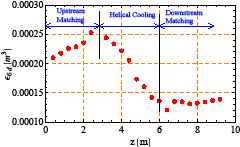 0.00030
Upstream Matching
Helical Cooling
Downstream Matching
0.00025
0.00020
0.00015
0.00010
ϵ6d [m³]
0 2 4 6 8 10
z [m]